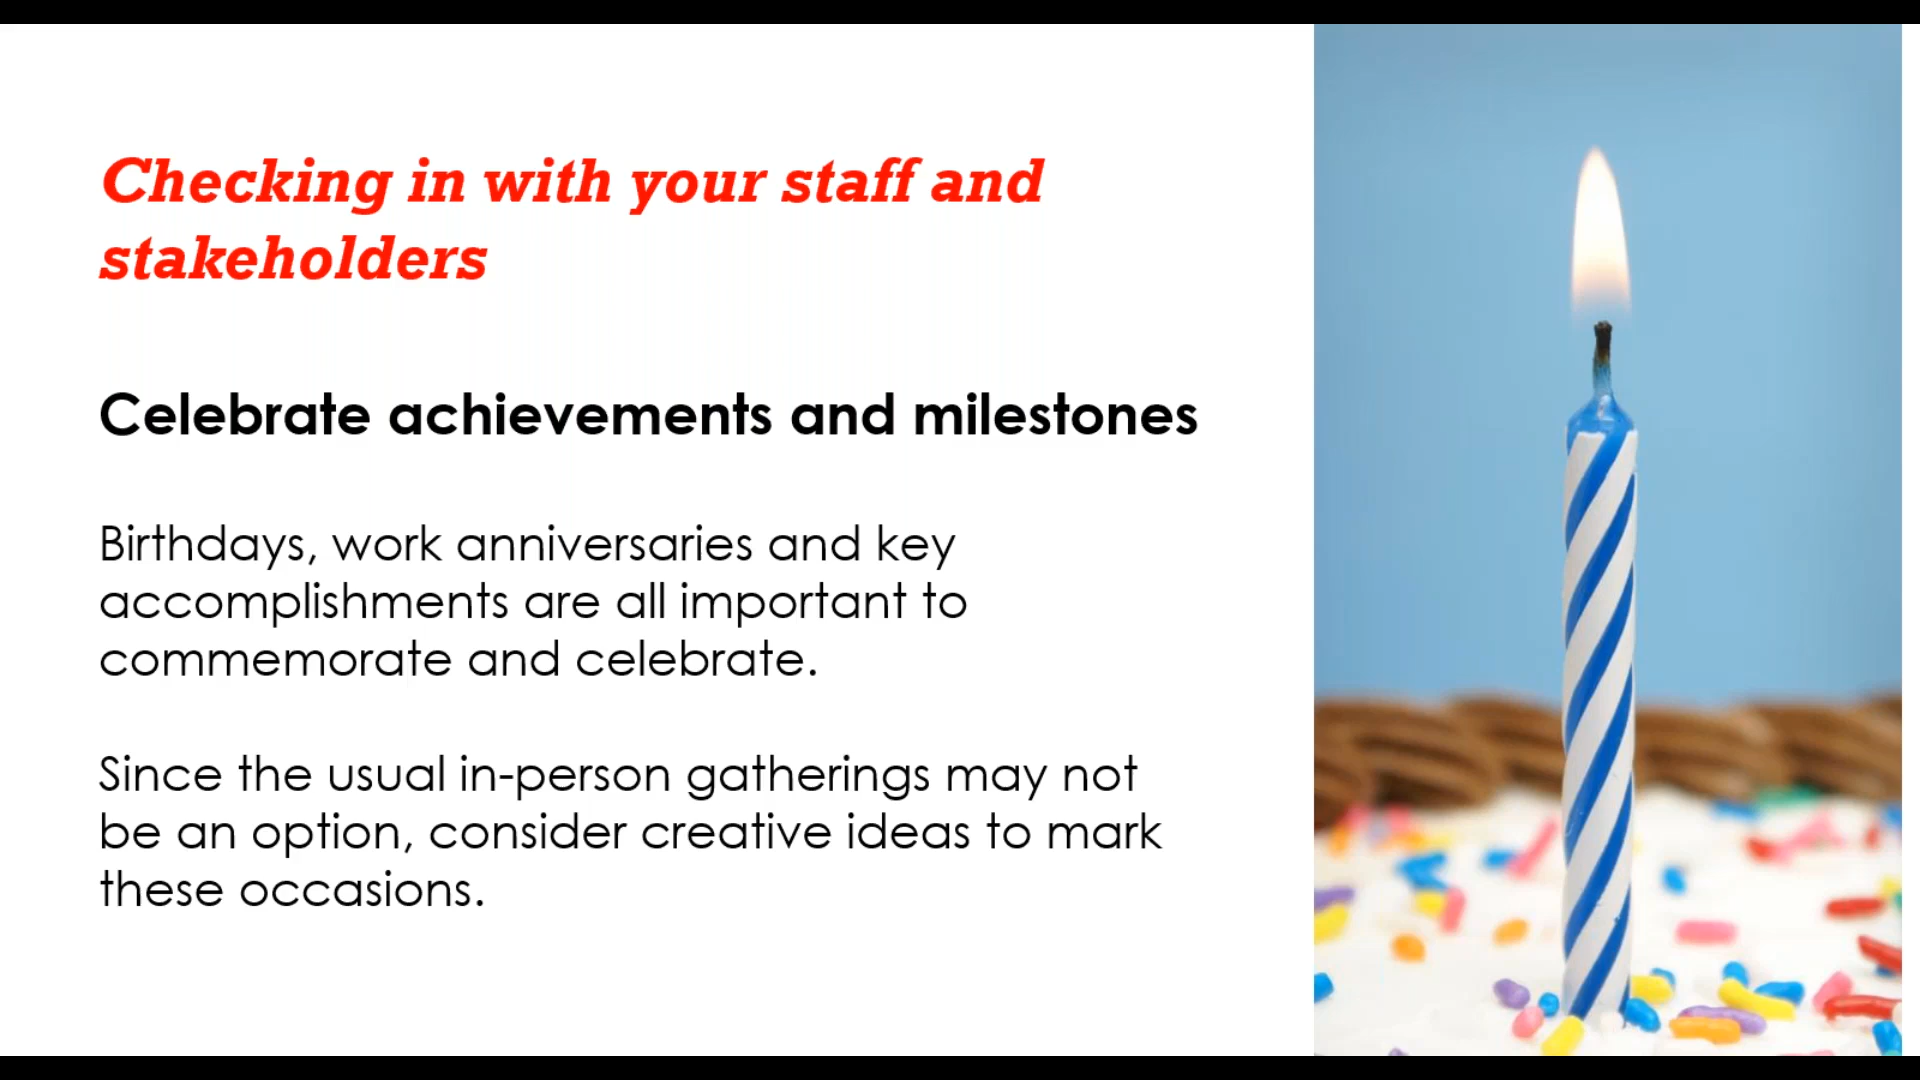 Checking in with your staff and
stakeholders
Celebrate achievements and milestones
Birthdays, work anniversaries and key
accomplishments are all important to
commemorate and celebrate.
Since the usual in-person gatherings may not
be an option, consider creative ideas to mark
these occasions.